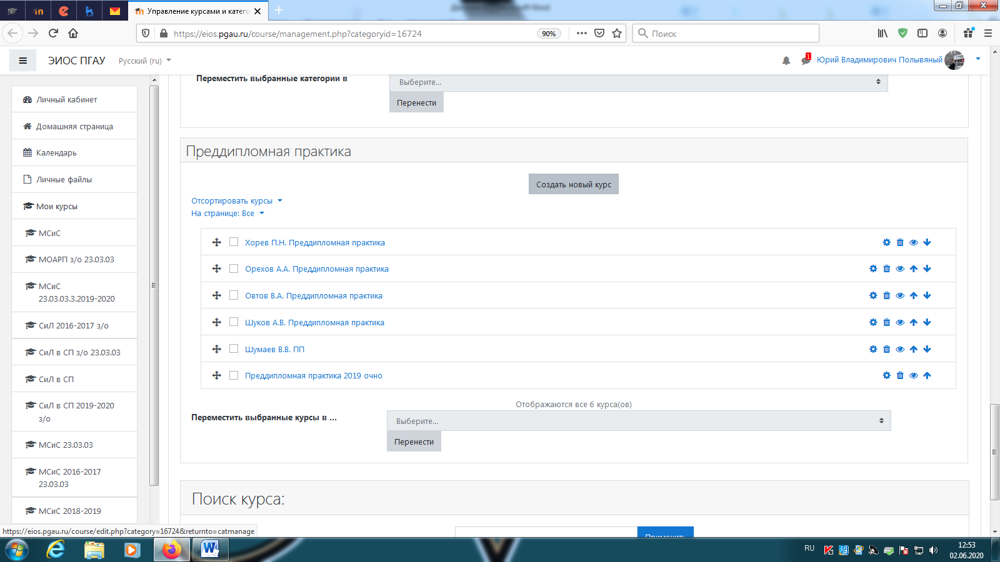 Управление курсами и катего
https://eios.pgau.ru/course/management.php?categoryid=16724
90%
Поиск
ЭИОС ПГАУ
Русский (ru)
1
Юрий Владимирович Полывяный
Личный кабинет
Домашняя страница
Календарь
Личные файлы
Мои курсы
МСиС
МОАРП з/о 23.03.03
МСиС
23.03.03.3.2019-2020
СиЛ 2016-2017 з/о
СиЛ в СП з/о 23.03.03
СиЛ в СП
СиЛ в СП 2019-2020
з/о
МСиС 23.03.03
МСиС 2016-2017
23.03.03
МСиС 2018-2019
Переместить выбранные категории в
Выберите...
Перенести
Преддипломная практика
Создать новый курс
Отсортировать курсы
На странице: Все
Хорев П.Н. Преддипломная практика
Орехов А.А. Преддипломная практика
Овтов В.А. Преддипломная практика
Шуков А.В. Преддипломная практика
Шумаев В.В. ПП
Преддипломная практика 2019 очно
Отображаются все 6 курса(ов)
Переместить выбранные курсы в ...
Выберите...
Перенести
Поиск курса:
Применить
https://eios.pgau.ru/course/edit.php?category=16724&returnto=catmanage
RU
12:53
02.06.2020